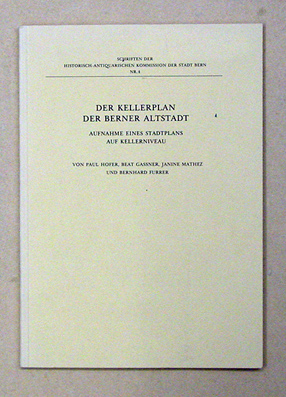 SCHRIFTEN DER
HISTORISCH-ANTIQUARISCHEN KOMMISSION DER STADT BERN
NR. 4
DER KELLERPLAN
DER BERNER ALTSTADT
AUFNAHME EINES STADTPLANS
AUF KELLERNIVEAU
VON PAUL HOFER, BEAT GASSNER, JANINE MATHEZ
UND BERNHARD FURRER